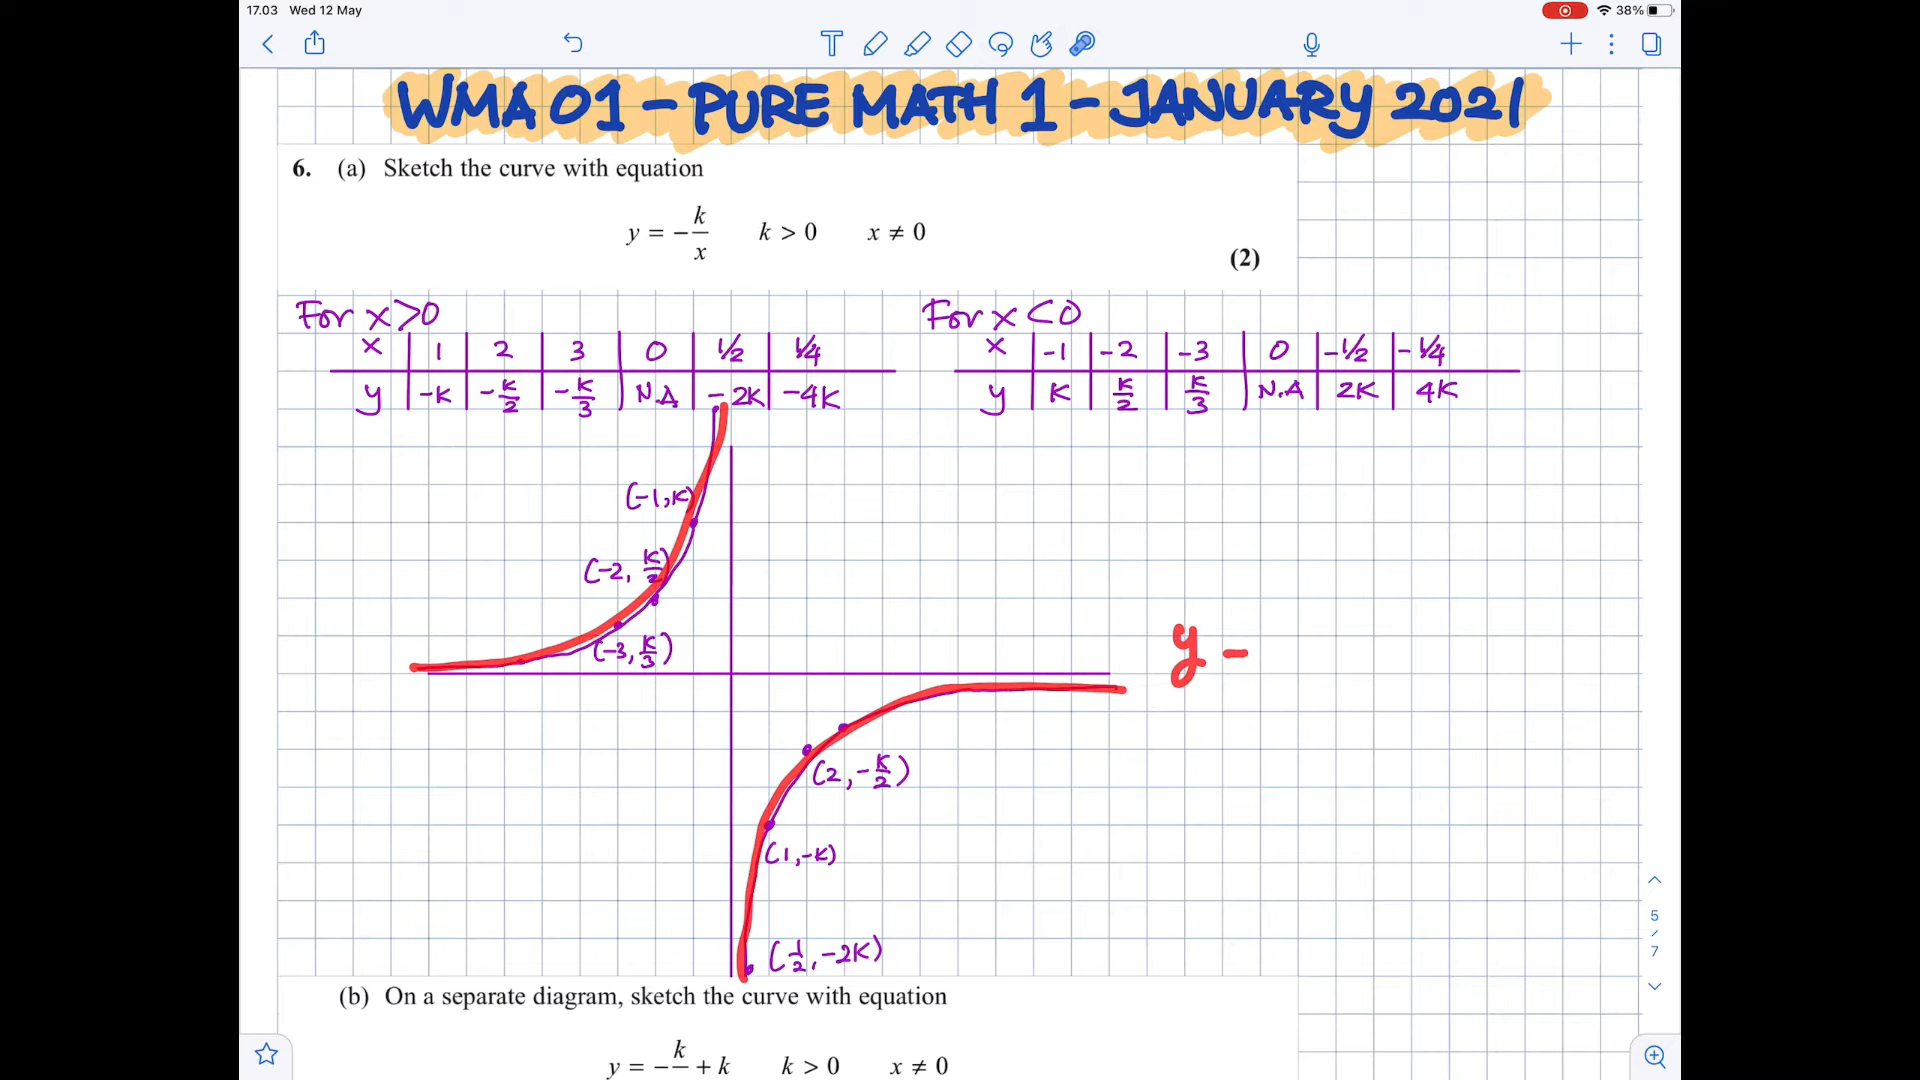 17.03 Wed 12 May
38%
WMA 01 - PURE MATH 1 - JANUARY 2021
6. (a) Sketch the curve with equation
y = -k/x k > 0 x ≠ 0
(2)
For x > 0
x 1 2 3 0 1/2 1/4
y -k -k/2 -k/3 N.A -2k -4k
For x < 0
x -1 -2 -3 0 -1/2 -1/4
y k k/2 k/3 N.A 2k 4k
(-1, k)
(-2, k/2)
(-3, k/3)
y -
(2, -k/2)
(1, -k)
(1/2, -2k)
(b) On a separate diagram, sketch the curve with equation
y = -k/ + k k > 0 x ≠ 0
5
/
7